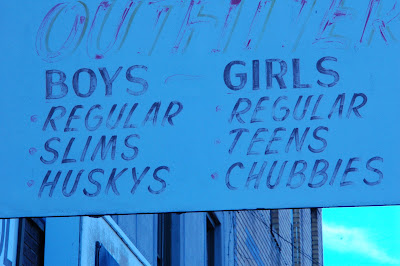 OUTFITTER
BOYS GIRLS
REGULAR REGULAR
SLIMS TEENS
HUSKYS CHUBBIES